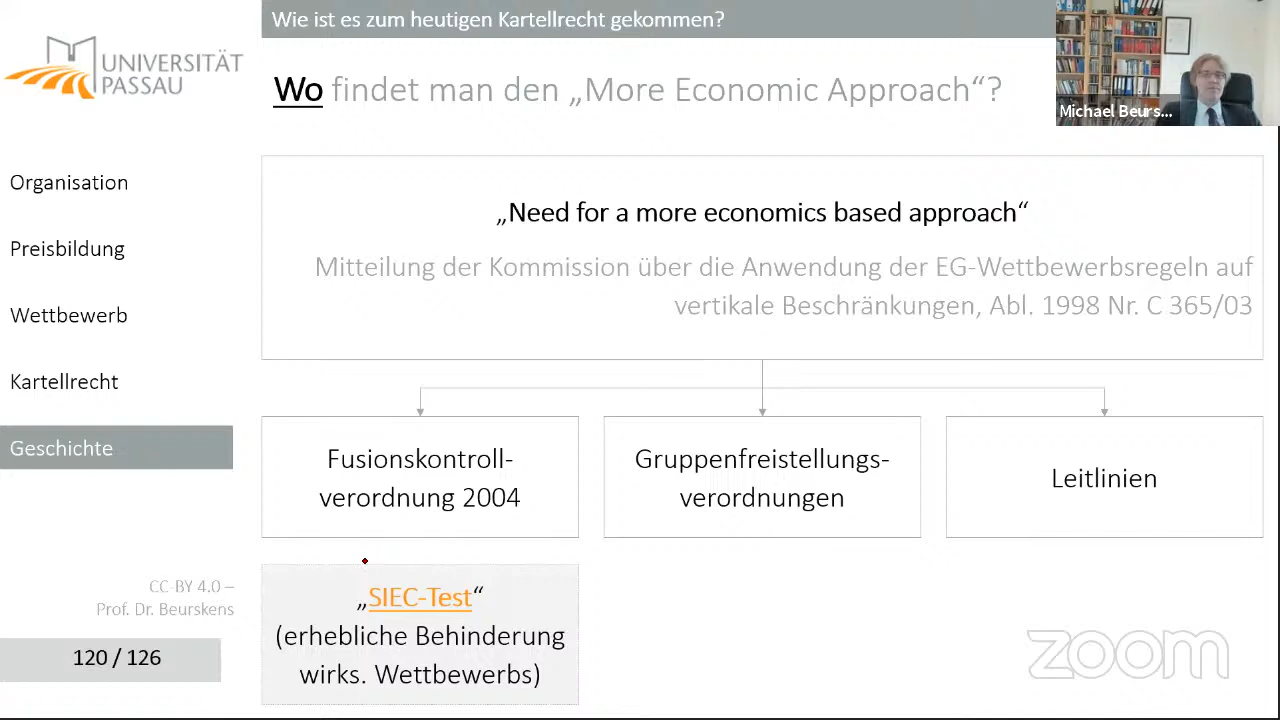 Wie ist es zum heutigen Kartellrecht gekommen?
UNIVERSITÄT
PASSAU
Wo findet man den „More Economic Approach“?
Michael Beurs...
Organisation
Preisbildung
Wettbewerb
Kartellrecht
Geschichte
„Need for a more economics based approach“
Mitteilung der Kommission über die Anwendung der EG-Wettbewerbsregeln auf
vertikale Beschränkungen, Abl. 1998 Nr. C 365/03
Fusionskontroll-
verordnung 2004
Gruppenfreistellungs-
verordnungen
Leitlinien
„SIEC-Test“
(erhebliche Behinderung
wirks. Wettbewerbs)
CC-BY 4.0 –
Prof. Dr. Beurskens
120 / 126
zoom